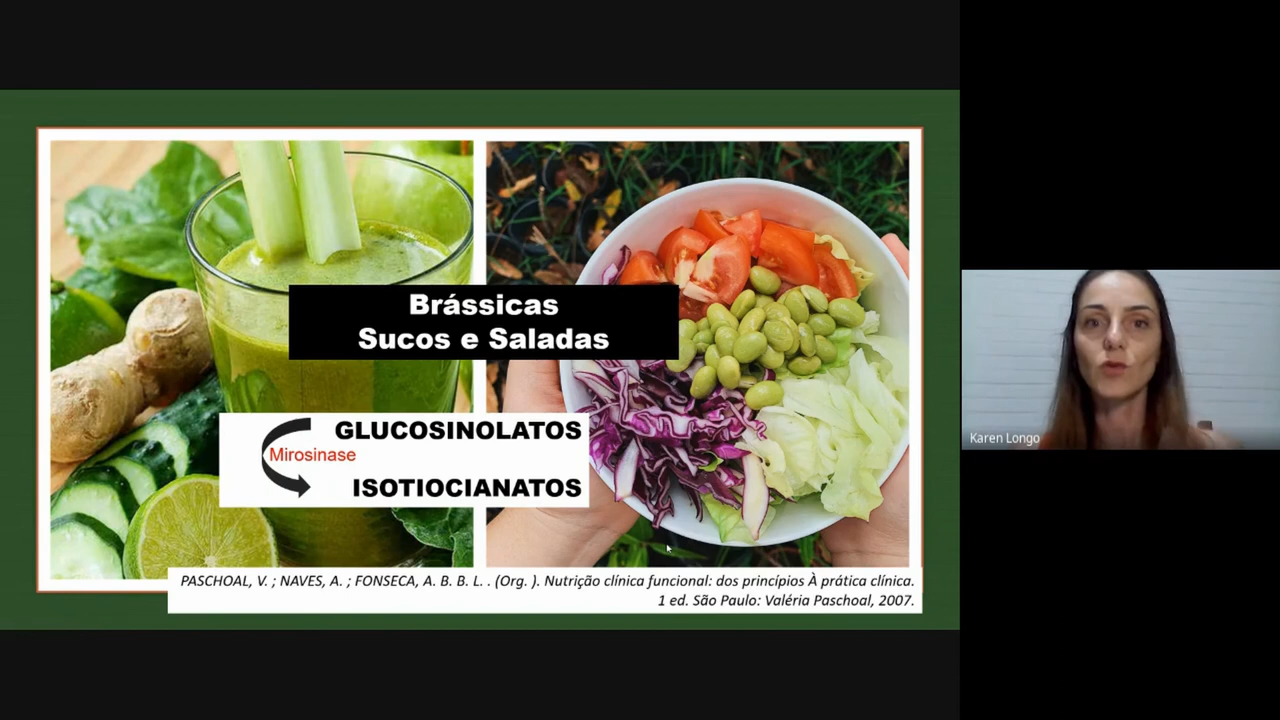 Brássicas
Sucos e Saladas
GLUCOSINOLATOS
Mirosinase
ISOTIOCIANATOS
PASCHOAL, V. ; NAVES, A. ; FONSECA, A. B. B. L. . (Org. ). Nutrição clínica funcional: dos princípios À prática clínica.
1 ed. São Paulo: Valéria Paschoal, 2007.
Karen Longo